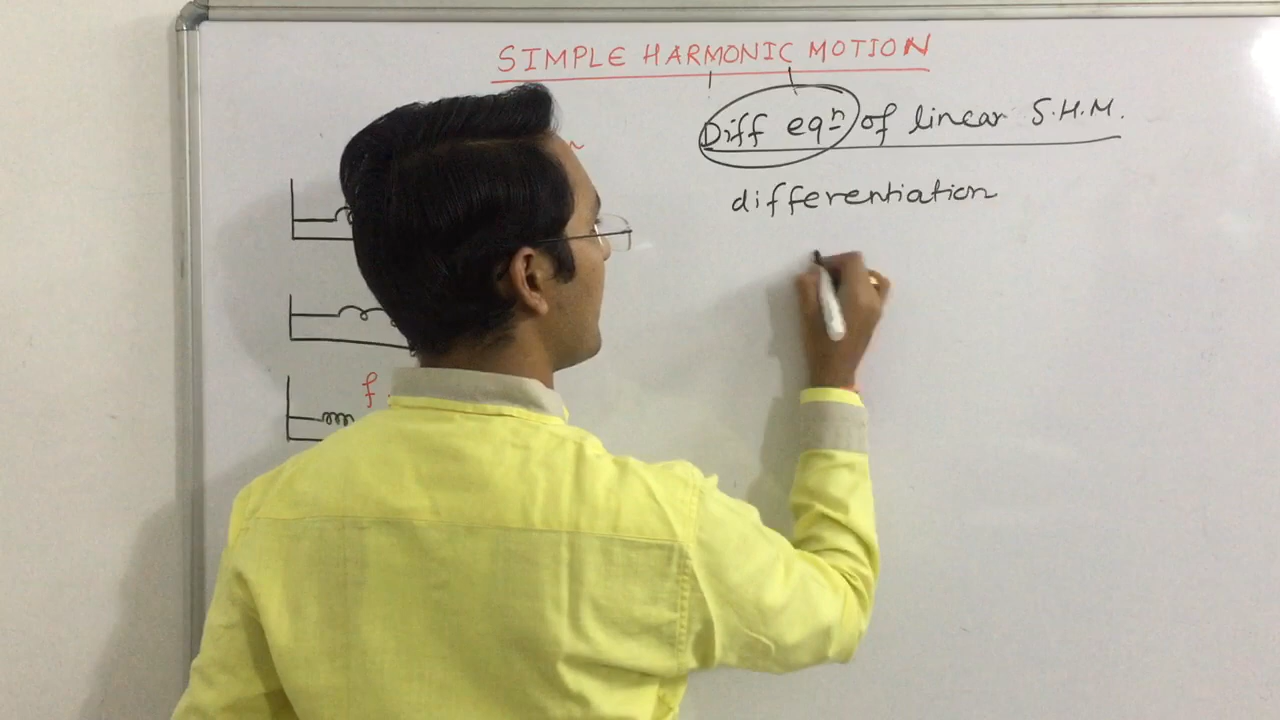 SIMPLE HARMONIC MOTION
Diff eqⁿ of linear S.H.M.
differentiation
f